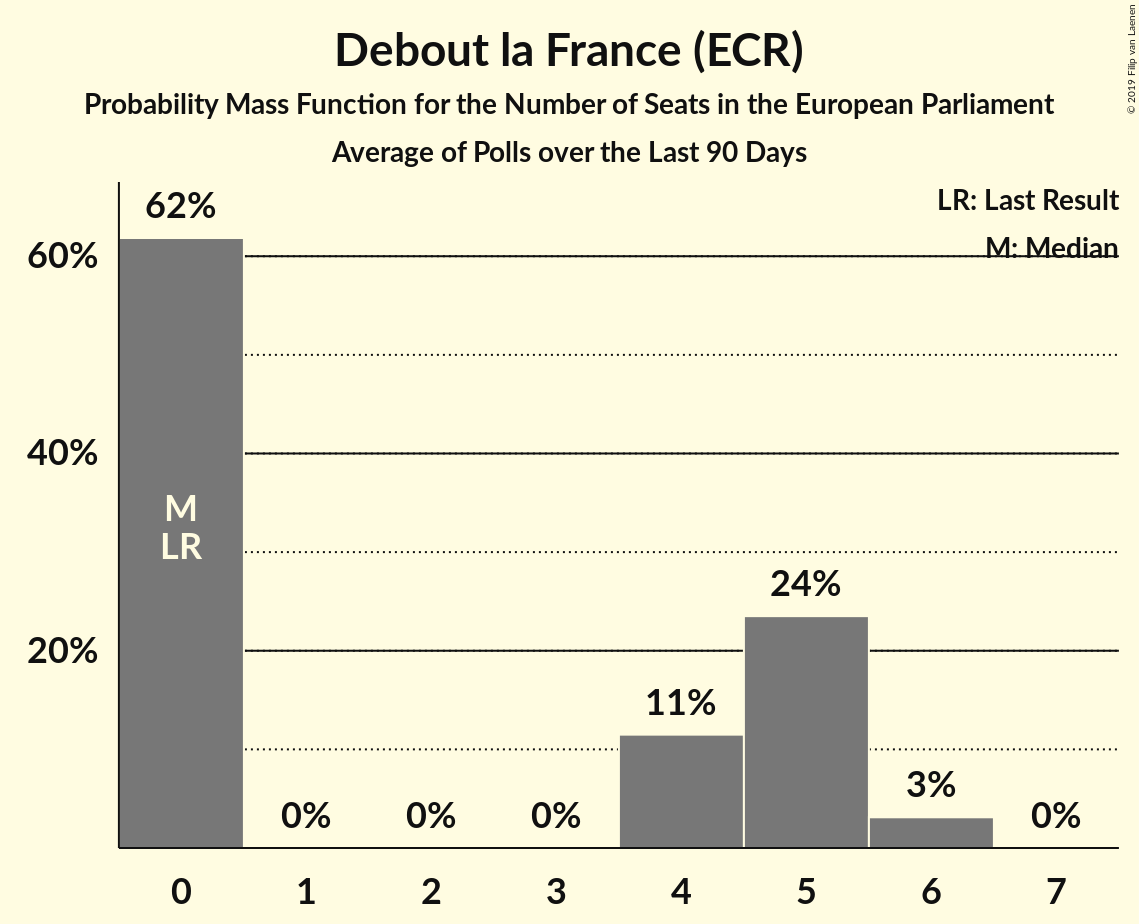 Debout la France (ECR)
Probability Mass Function for the Number of Seats in the European Parliament
Average of Polls over the Last 90 Days
© 2019 Filip van Laenen
LR: Last Result
M: Median
62%
60%
40%
M
LR
24%
20%
11%
3%
0%
0%
0%
0%
0
1
2
3
4
5
6
7